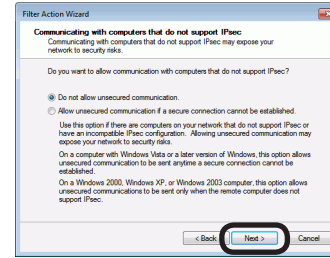 Filter Action Wizard
Communicating with computers that do not support IPsec
Communicating with computers that do not support IPsec may expose your
network to security risks.
Do you want to allow communication with computers that do not support IPsec?
Do not allow unsecured communication.
Allow unsecured communication if a secure connection cannot be established.
Use this option if there are computers on your network that do not support IPsec or
have an incompatible IPsec configuration. Allowing unsecured communication may
expose your network to security risks.
On a computer with Windows Vista or a later version of Windows, this option allows
unsecured communication to be sent anytime a secure connection cannot be
established.
On a Windows 2000, Windows XP, or Windows 2003 computer, this option allows
unsecured communications to be sent only when the remote computer does not
support IPsec.
< Back Next > Cancel